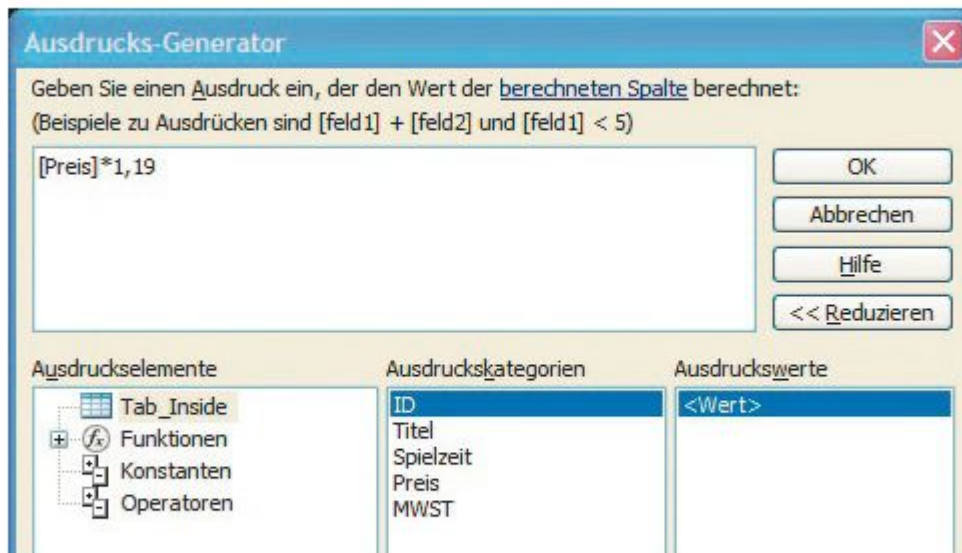 Ausdrucks-Generator
Geben Sie einen Ausdruck ein, der den Wert der berechneten Spalte berechnet:
(Beispiele zu Ausdrücken sind [feld1] + [feld2] und [feld1] < 5)
[Preis]*1,19
OK
Abbrechen
Hilfe
<< Reduzieren
Ausdruckselemente
Tab_Inside
Funktionen
Konstanten
Operatoren
Ausdruckskategorien
ID
Titel
Spielzeit
Preis
MWST
Ausdruckswerte
<Wert>